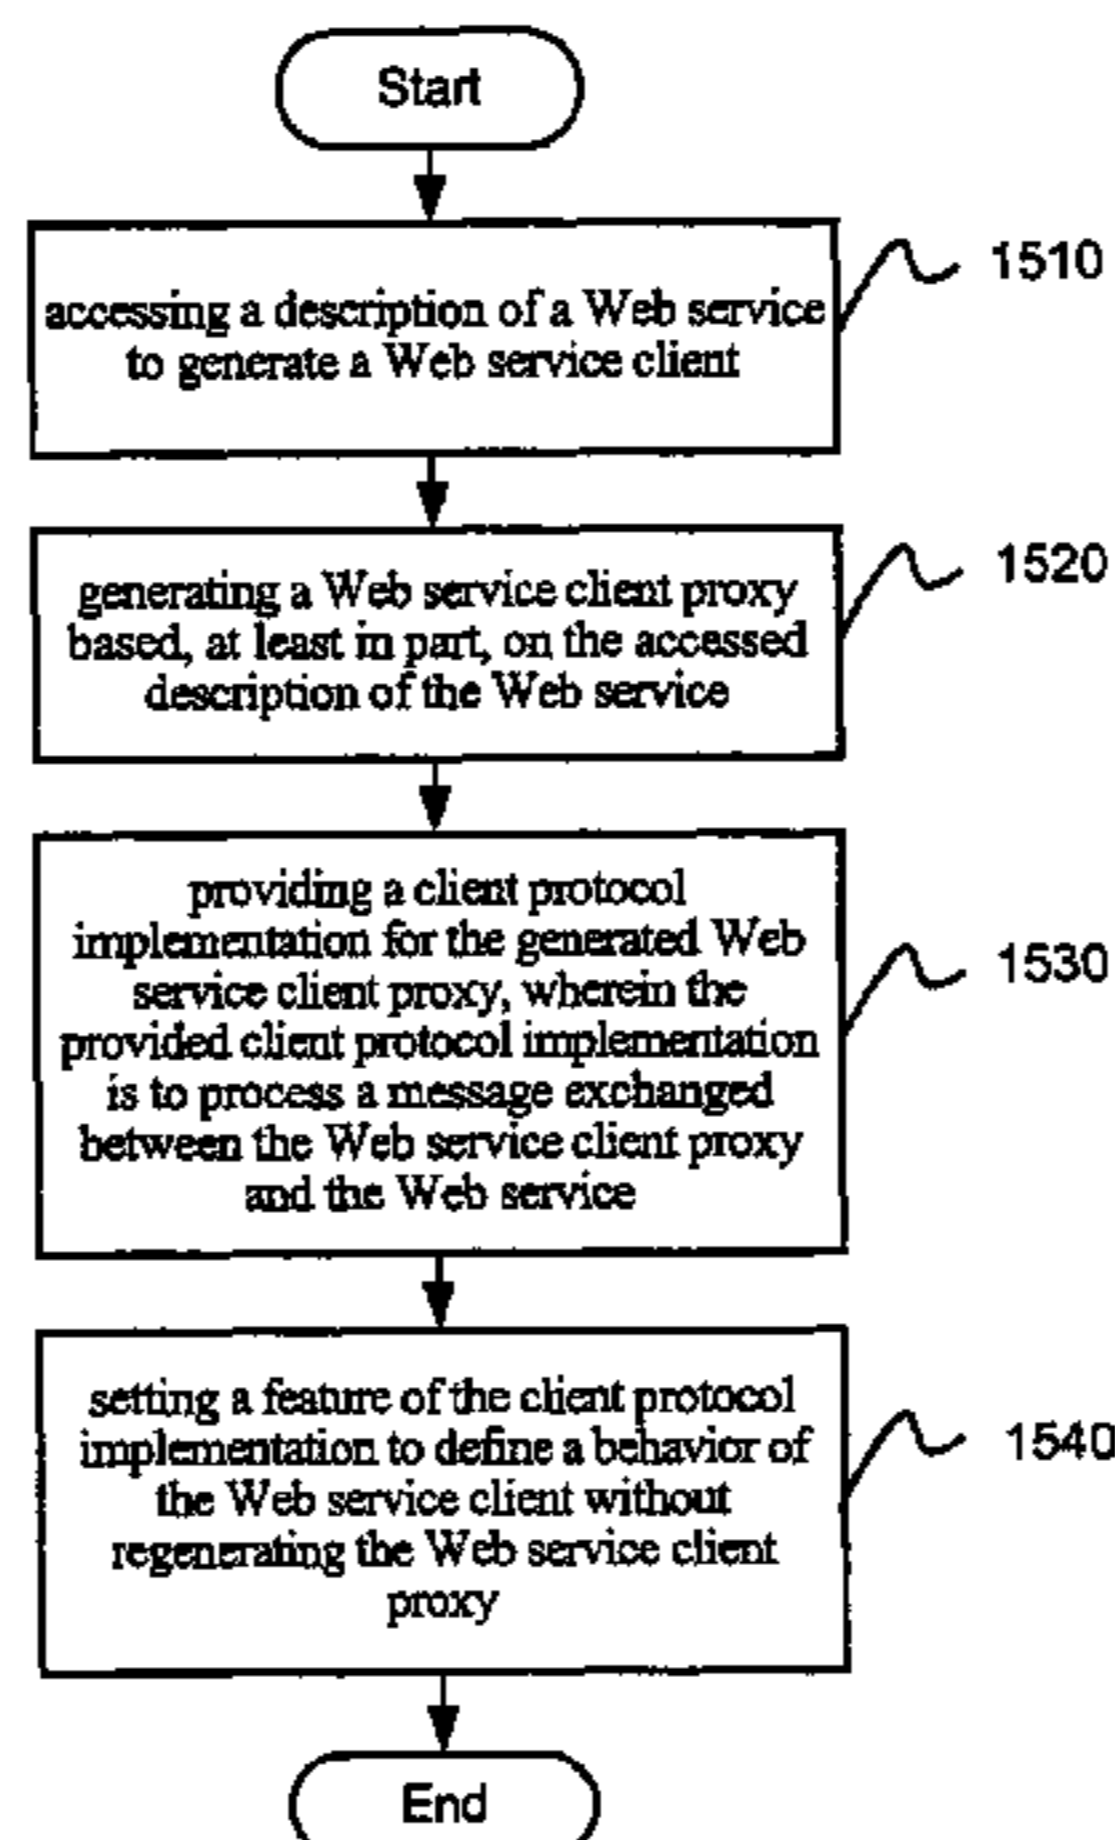 Start
accessing a description of a Web service
to generate a Web service client
1510
generating a Web service client proxy
based, at least in part, on the accessed
description of the Web service
1520
providing a client protocol
implementation for the generated Web
service client proxy, wherein the
provided client protocol implementation
is to process a message exchanged
between the Web service client proxy
and the Web service
1530
setting a feature of the client protocol
implementation to define a behavior of
the Web service client without
regenerating the Web service client
proxy
1540
End